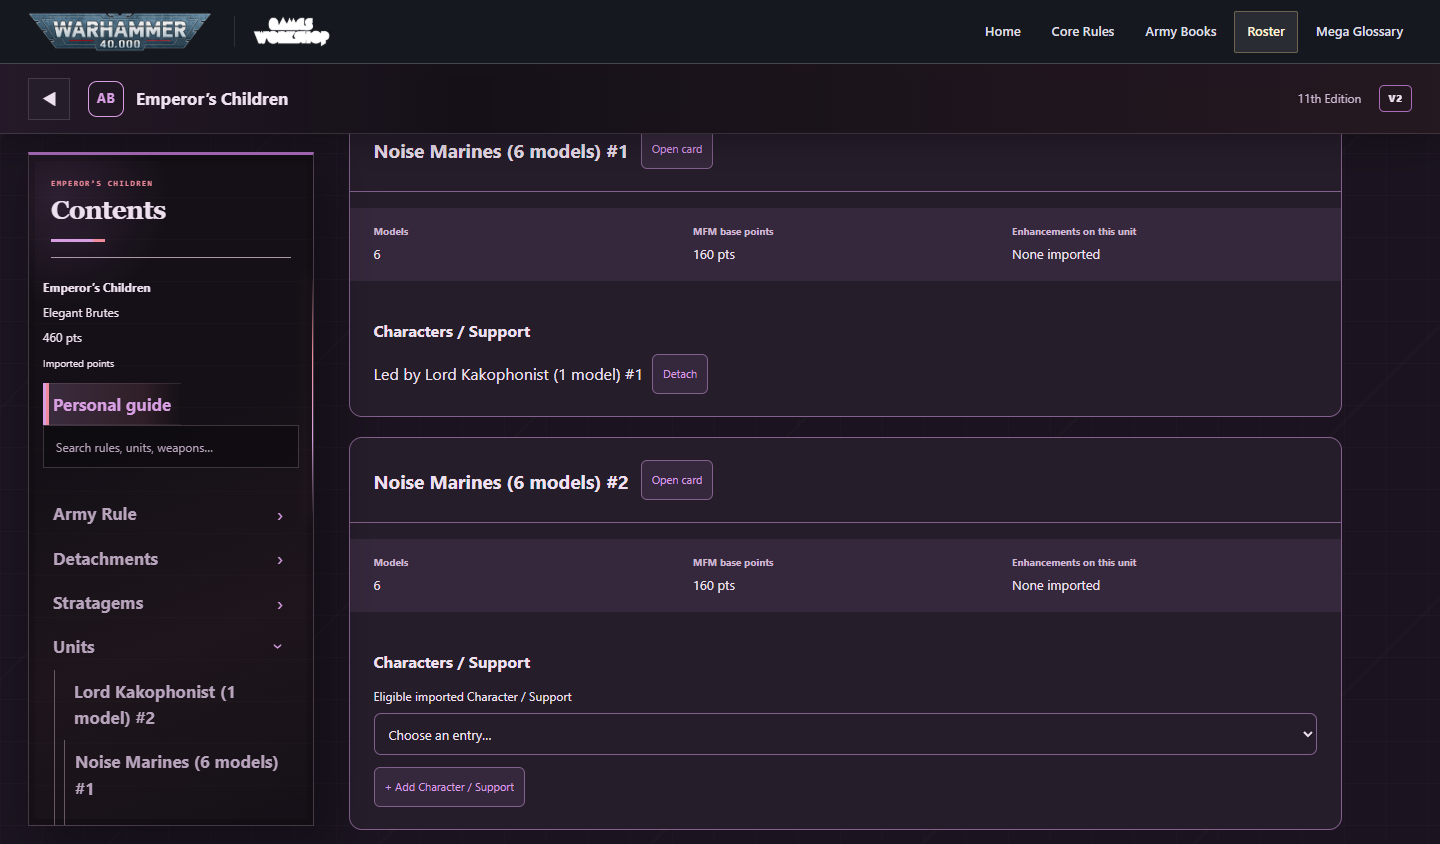 WARHAMMER
40,000
GAMES
WORKSHOP
Home
Core Rules
Army Books
Roster
Mega Glossary
◀
AB
Emperor’s Children
11th Edition
V2
EMPEROR’S CHILDREN
Contents
Emperor’s Children
Elegant Brutes
460 pts
Imported points
Personal guide
Search rules, units, weapons...
Army Rule
Detachments
Stratagems
Units
Lord Kakophonist (1
model) #2
Noise Marines (6 models)
#1
Noise Marines (6 models) #1
Open card
Models
MFM base points
Enhancements on this unit
6
160 pts
None imported
Characters / Support
Led by Lord Kakophonist (1 model) #1
Detach
Noise Marines (6 models) #2
Open card
Models
MFM base points
Enhancements on this unit
6
160 pts
None imported
Characters / Support
Eligible imported Character / Support
Choose an entry...
+ Add Character / Support